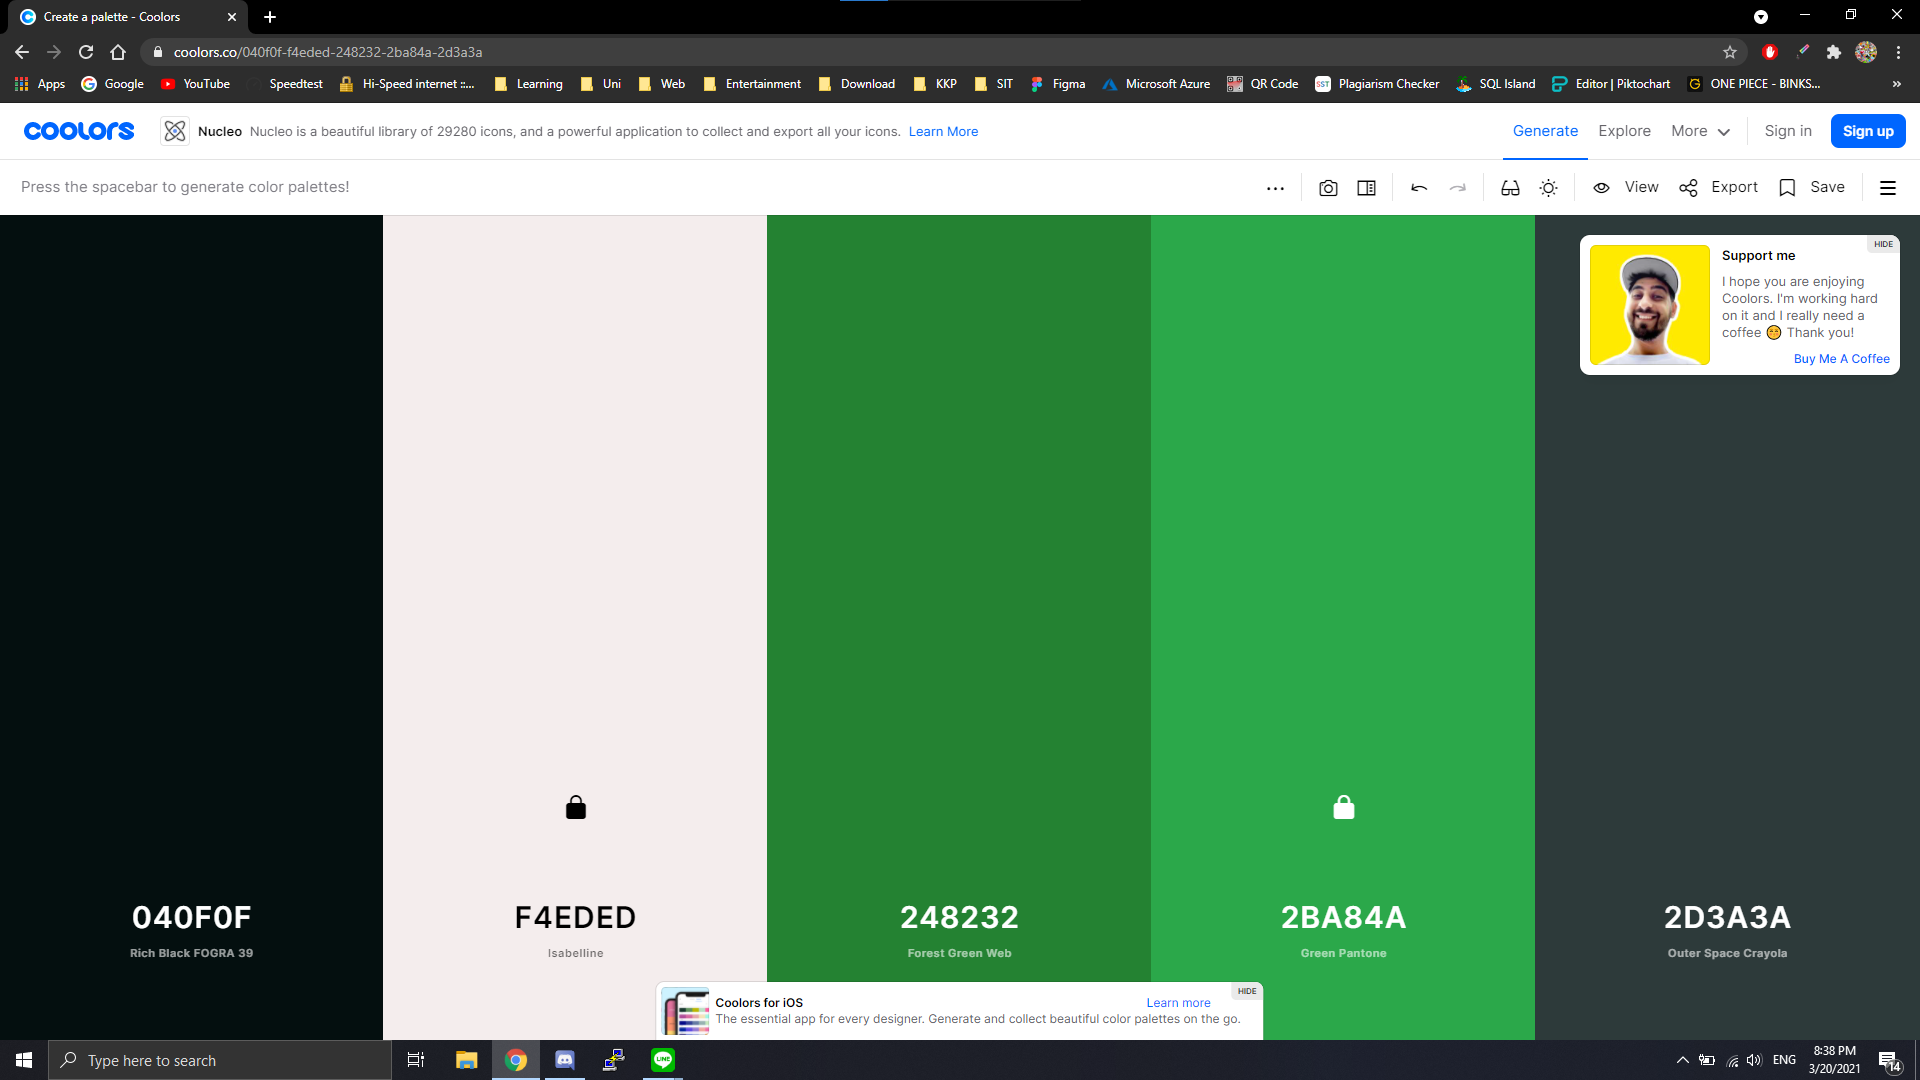 Create a palette - Coolors
coolors.co/040f0f-f4eded-248232-2ba84a-2d3a3a
Apps Google YouTube Speedtest Hi-Speed internet ::... Learning Uni Web Entertainment Download KKP SIT Figma Microsoft Azure QR Code SST Plagiarism Checker SQL Island Editor | Piktochart ONE PIECE - BINKS... »
coolors Nucleo Nucleo is a beautiful library of 29280 icons, and a powerful application to collect and export all your icons. Learn More Generate Explore More Sign in Sign up
Press the spacebar to generate color palettes! View Export Save
HIDE
Support me
I hope you are enjoying
Coolors. I'm working hard
on it and I really need a
coffee 😊 Thank you!
Buy Me A Coffee
040F0F F4EDED 248232 2BA84A 2D3A3A
Rich Black FOGRA 39 Isabelline Forest Green Web Green Pantone Outer Space Crayola
HIDE
Coolors for iOS Learn more
The essential app for every designer. Generate and collect beautiful color palettes on the go.
Type here to search LINE ENG 8:38 PM
3/20/2021 14